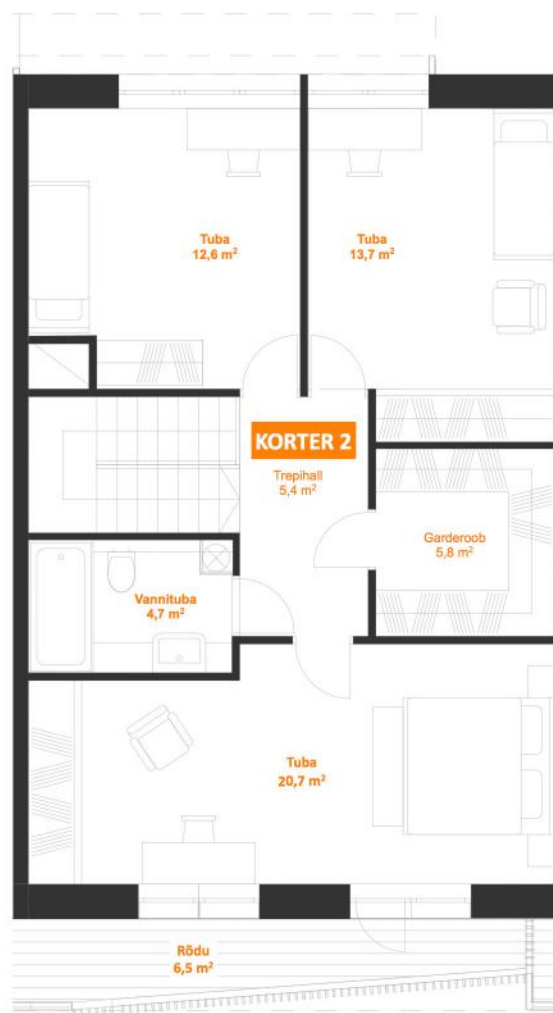 Tuba
12,6 m²
Tuba
13,7 m²
KORTER 2
Trepihall
5,4 m²
Garderoob
5,8 m²
Vannituba
4,7 m²
Tuba
20,7 m²
Rõdu
6,5 m²